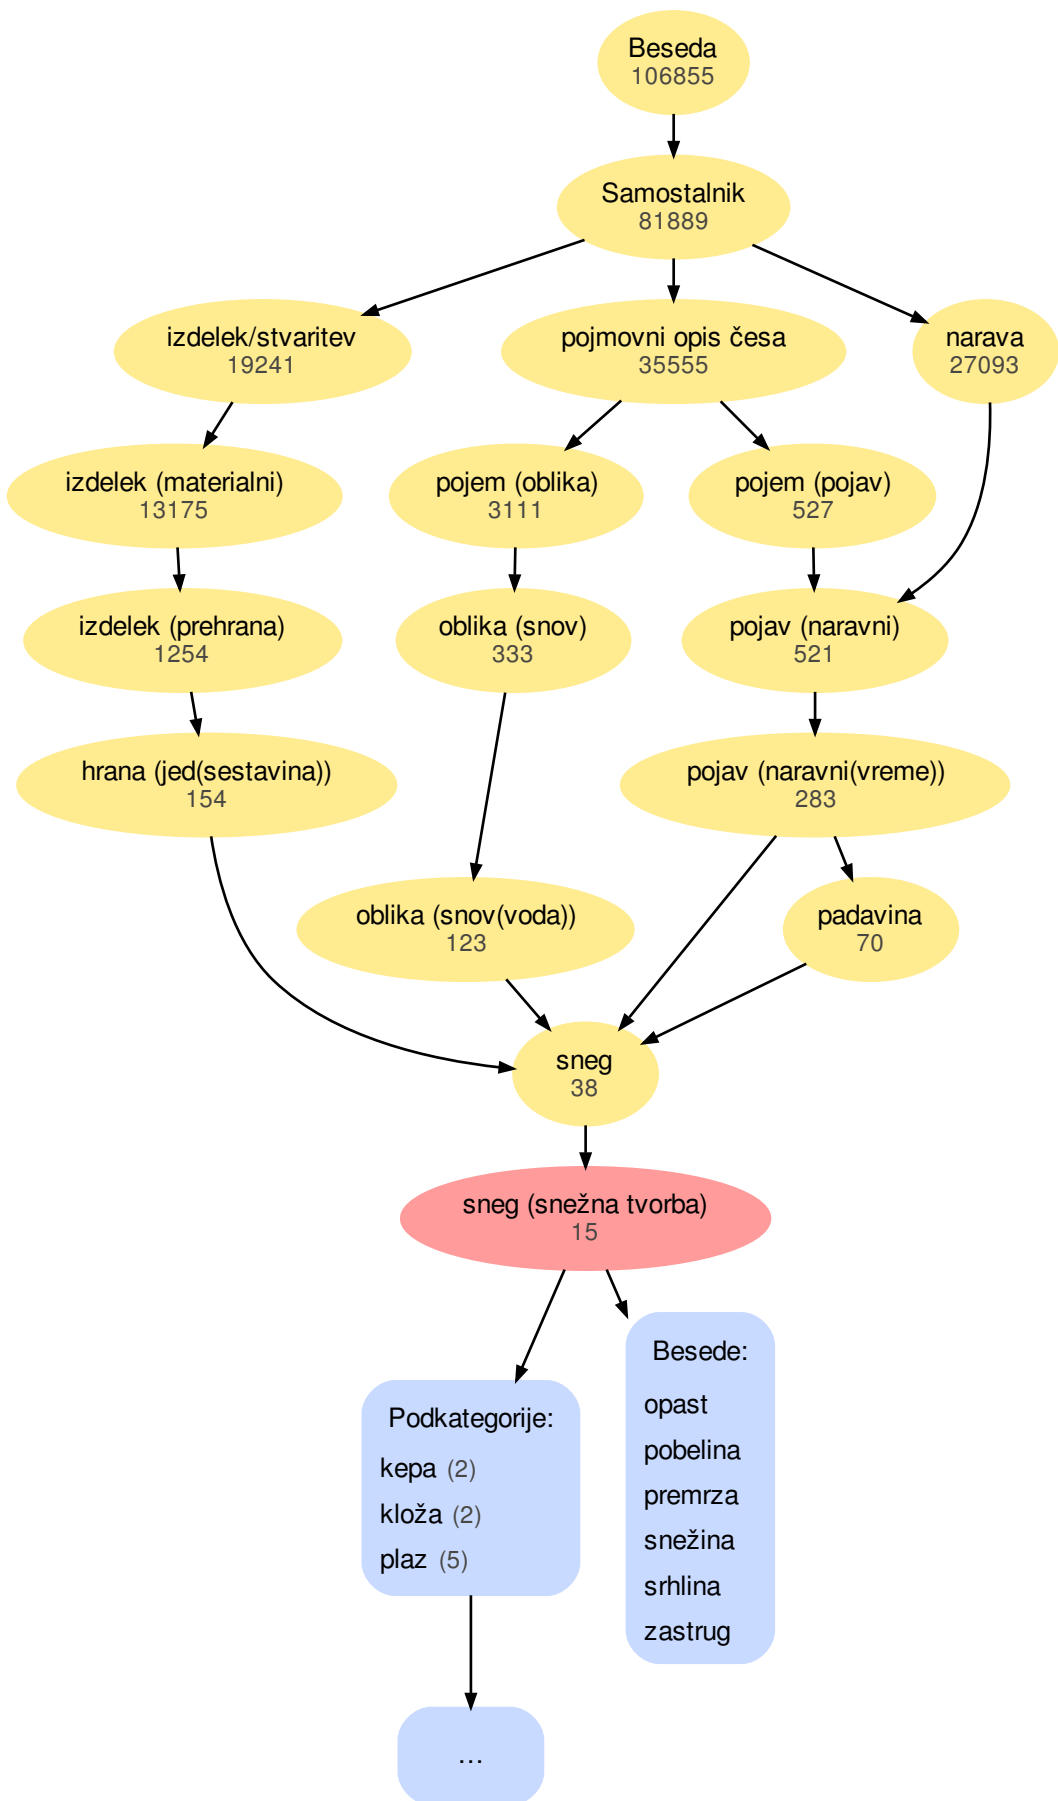 Beseda
106855
Samostalnik
81889
izdelek/stvaritev
19241
pojmovni opis česa
35555
narava
27093
izdelek (materialni)
13175
pojem (oblika)
3111
pojem (pojav)
527
izdelek (prehrana)
1254
oblika (snov)
333
pojav (naravni)
521
hrana (jed(sestavina))
154
pojav (naravni(vreme))
283
oblika (snov(voda))
123
padavina
70
sneg
38
sneg (snežna tvorba)
15
Podkategorije:
kepa (2)
kloža (2)
plaz (5)
Besede:
opast
pobelina
premrza
snežina
srhlina
zastrug
...